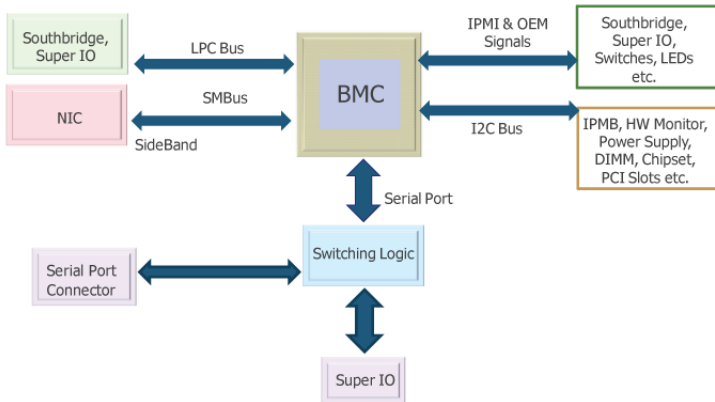 Southbridge,
Super IO
LPC Bus
BMC
IPMI & OEM
Signals
Southbridge,
Super IO,
Switches, LEDs
etc.
NIC
SMBus
SideBand
I2C Bus
IPMB, HW Monitor,
Power Supply,
DIMM, Chipset,
PCI Slots etc.
Serial Port
Switching Logic
Serial Port
Connector
Super IO